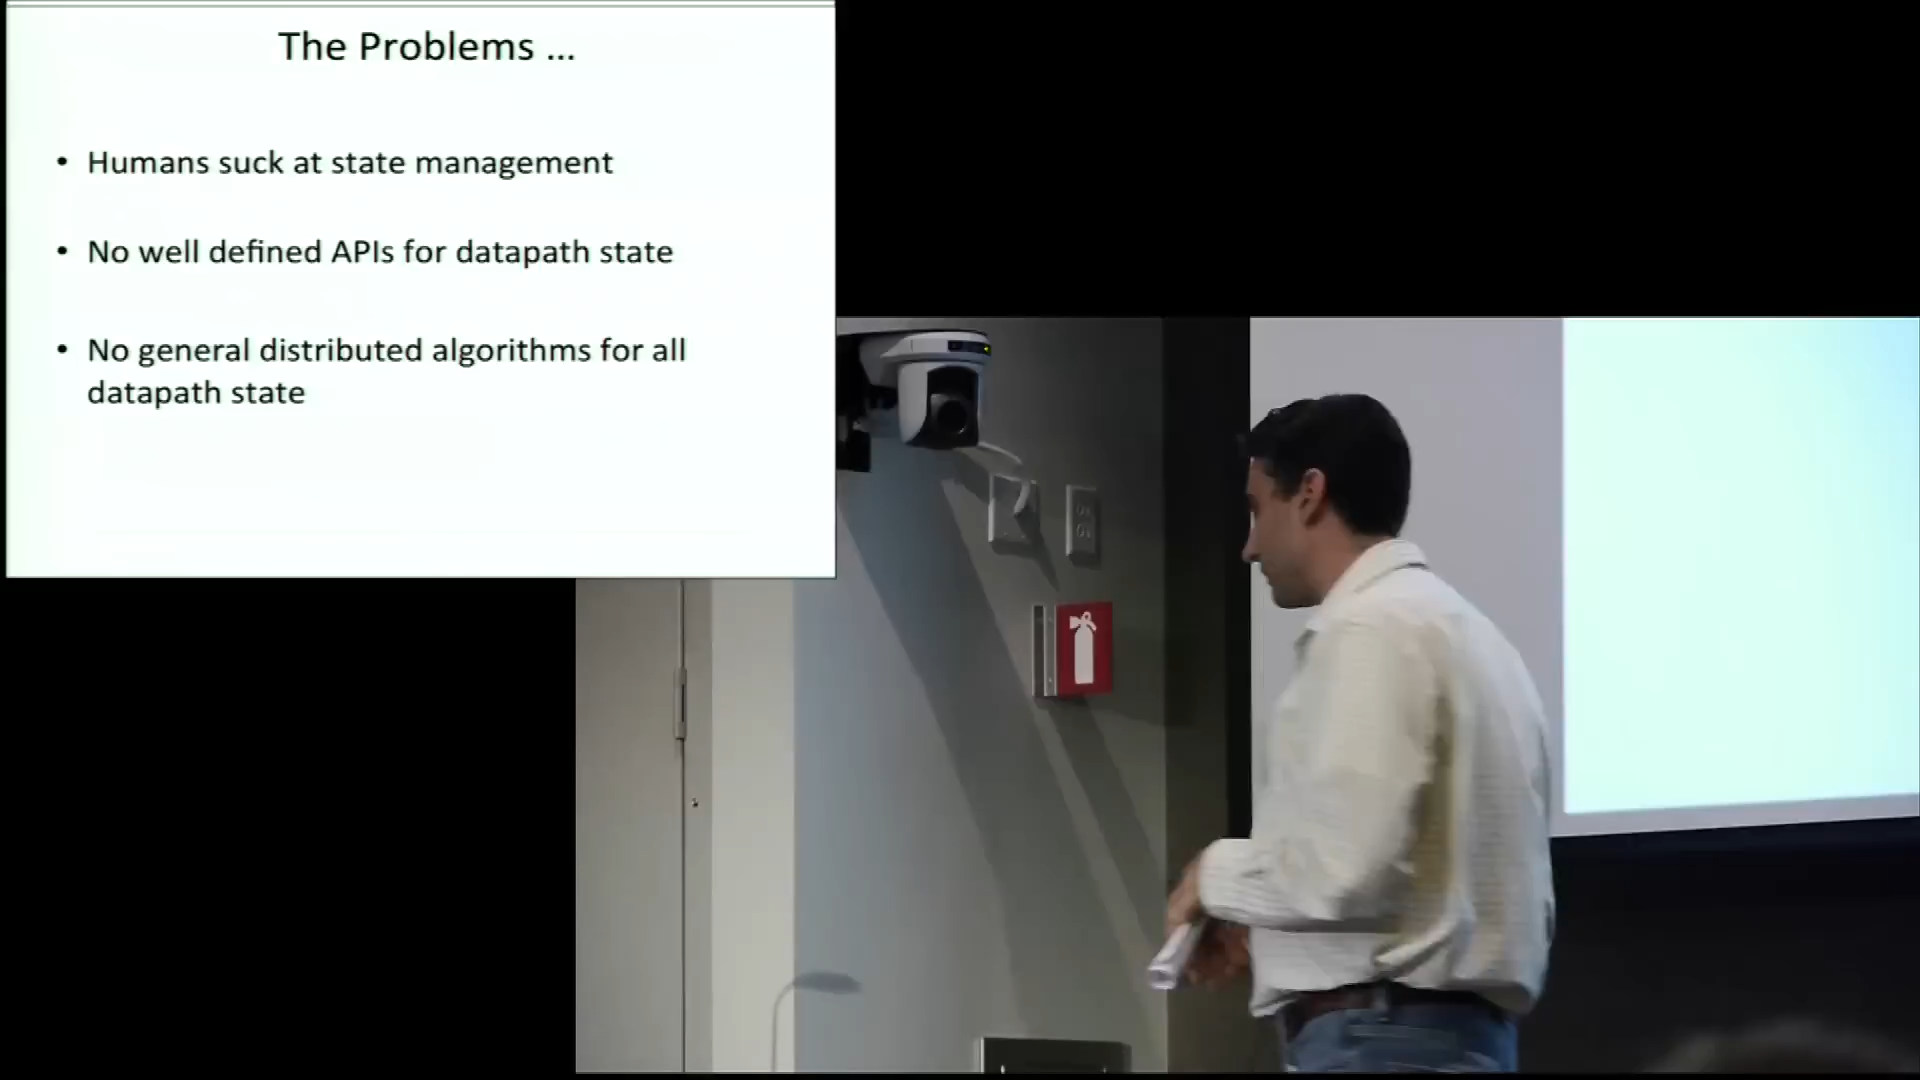 The Problems ...
• Humans suck at state management
• No well defined APIs for datapath state
• No general distributed algorithms for all
datapath state